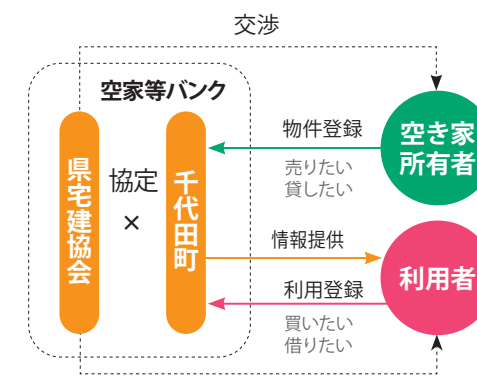 交渉
空家等バンク
県宅建協会
協定
×
千代田町
物件登録
売りたい
貸したい
空き家
所有者
情報提供
利用登録
買いたい
借りたい
利用者